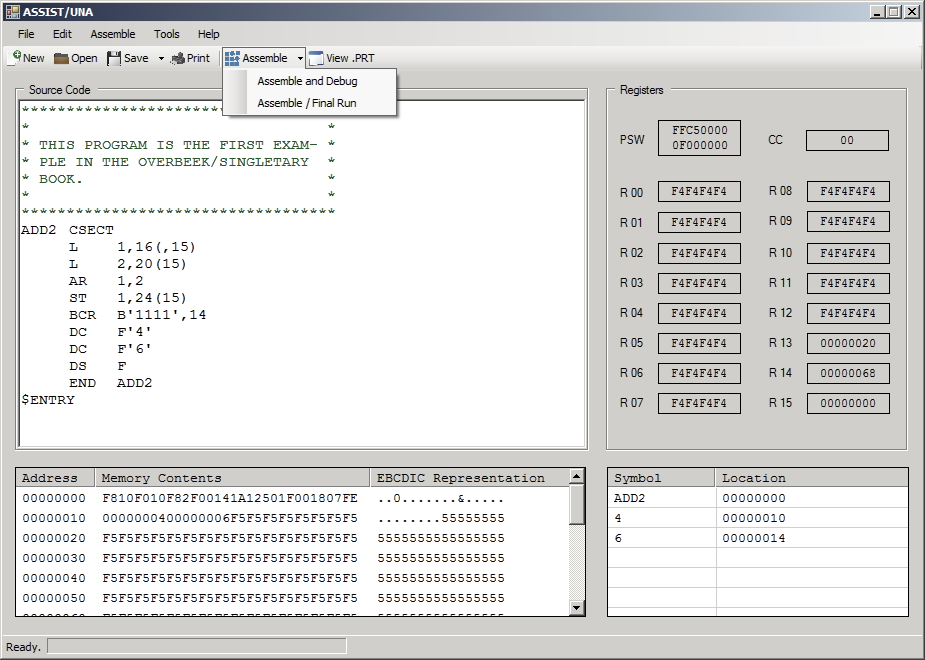 ASSIST/UNA
File Edit Assemble Tools Help
New Open Save Print Assemble View .PRT
Assemble and Debug
Assemble / Final Run
Source Code
*
* *
* THIS PROGRAM IS THE FIRST EXAM- *
* PLE IN THE OVERBEEK/SINGLETARY *
* BOOK. *
* *
***********************************
ADD2 CSECT
L 1,16(,15)
L 2,20(15)
AR 1,2
ST 1,24(15)
BCR B'1111',14
DC F'4'
DC F'6'
DS F
END ADD2
$ENTRY
Registers
PSW FFC50000 0F000000 CC 00
R 00 F4F4F4F4 R 08 F4F4F4F4
R 01 F4F4F4F4 R 09 F4F4F4F4
R 02 F4F4F4F4 R 10 F4F4F4F4
R 03 F4F4F4F4 R 11 F4F4F4F4
R 04 F4F4F4F4 R 12 F4F4F4F4
R 05 F4F4F4F4 R 13 00000020
R 06 F4F4F4F4 R 14 00000068
R 07 F4F4F4F4 R 15 00000000
Address Memory Contents EBCDIC Representation
00000000 F810F010F82F00141A12501F001807FE ..0.......&.....
00000010 0000000400000006F5F5F5F5F5F5F5F5 ........55555555
00000020 F5F5F5F5F5F5F5F5F5F5F5F5F5F5F5F5 5555555555555555
00000030 F5F5F5F5F5F5F5F5F5F5F5F5F5F5F5F5 5555555555555555
00000040 F5F5F5F5F5F5F5F5F5F5F5F5F5F5F5F5 5555555555555555
00000050 F5F5F5F5F5F5F5F5F5F5F5F5F5F5F5F5 5555555555555555
Symbol Location
ADD2 00000000
4 00000010
6 00000014
Ready.